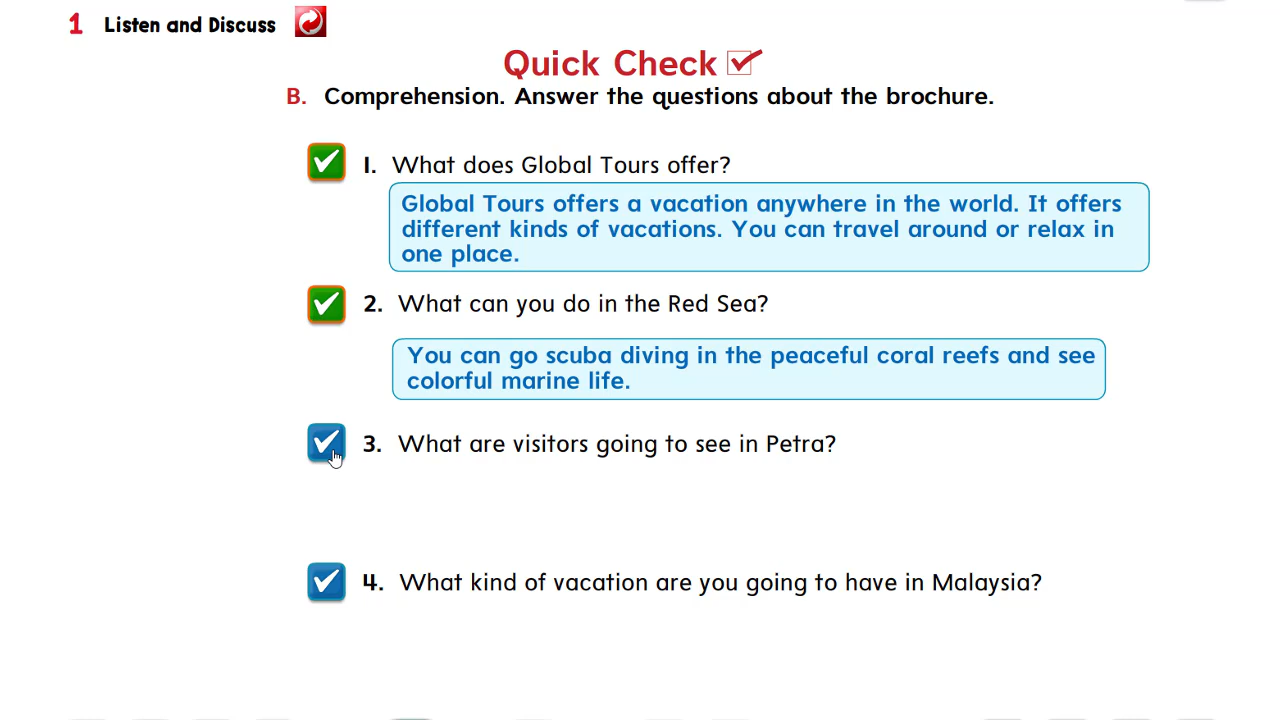 1 Listen and Discuss
Quick Check
B. Comprehension. Answer the questions about the brochure.
1. What does Global Tours offer?
Global Tours offers a vacation anywhere in the world. It offers
different kinds of vacations. You can travel around or relax in
one place.
2. What can you do in the Red Sea?
You can go scuba diving in the peaceful coral reefs and see
colorful marine life.
3. What are visitors going to see in Petra?
4. What kind of vacation are you going to have in Malaysia?